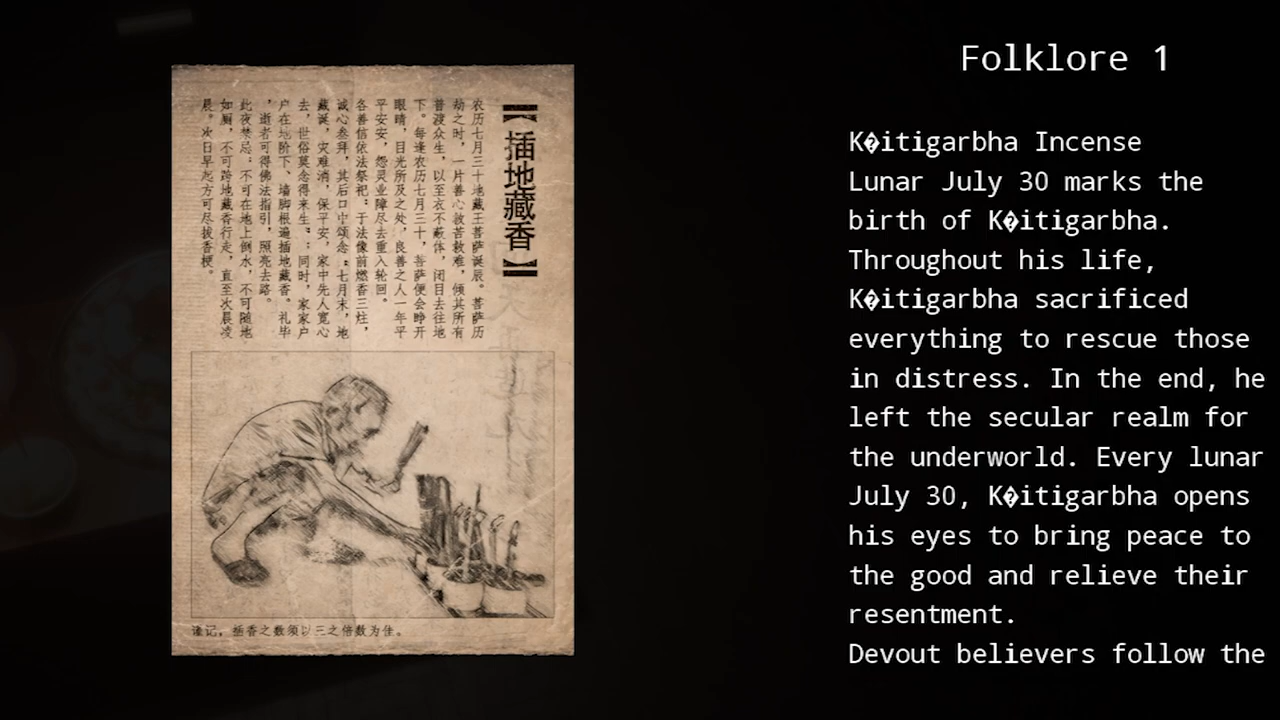 【插地藏香】
农历七月三十地藏王菩萨诞辰。菩萨历
劫之时，一片善心救苦救难，倾其所有
普渡众生，以至衣不蔽体，闭目去往地
下。每逢农历七月三十，菩萨便会睁开
眼睛，目光所及之处，良善之人一年平
平安安，怨灵业障尽去重入轮回。
各善信依法祭祀：于法像前燃香三炷，
诚心叁拜，其后口中颂念：七月末，地
藏诞，灾难消，保平安，家中先人宽心
去，世俗莫念得来生。；同时，家家户
户在地阶下、墙脚根遍插地藏香。礼毕
，逝者可得佛法指引，照亮去路。
此夜禁忌：不可在地上倒水，不可随地
如厕，不可跨地藏香行走，直至次晨凌
晨。次日早起方可尽拔香梗。
谨记，插香之数须以三之倍数为佳。
Folklore 1
K�itigarbha Incense
Lunar July 30 marks the
birth of K�itigarbha.
Throughout his life,
K�itigarbha sacrificed
everything to rescue those
in distress. In the end, he
left the secular realm for
the underworld. Every lunar
July 30, K�itigarbha opens
his eyes to bring peace to
the good and relieve their
resentment.
Devout believers follow the